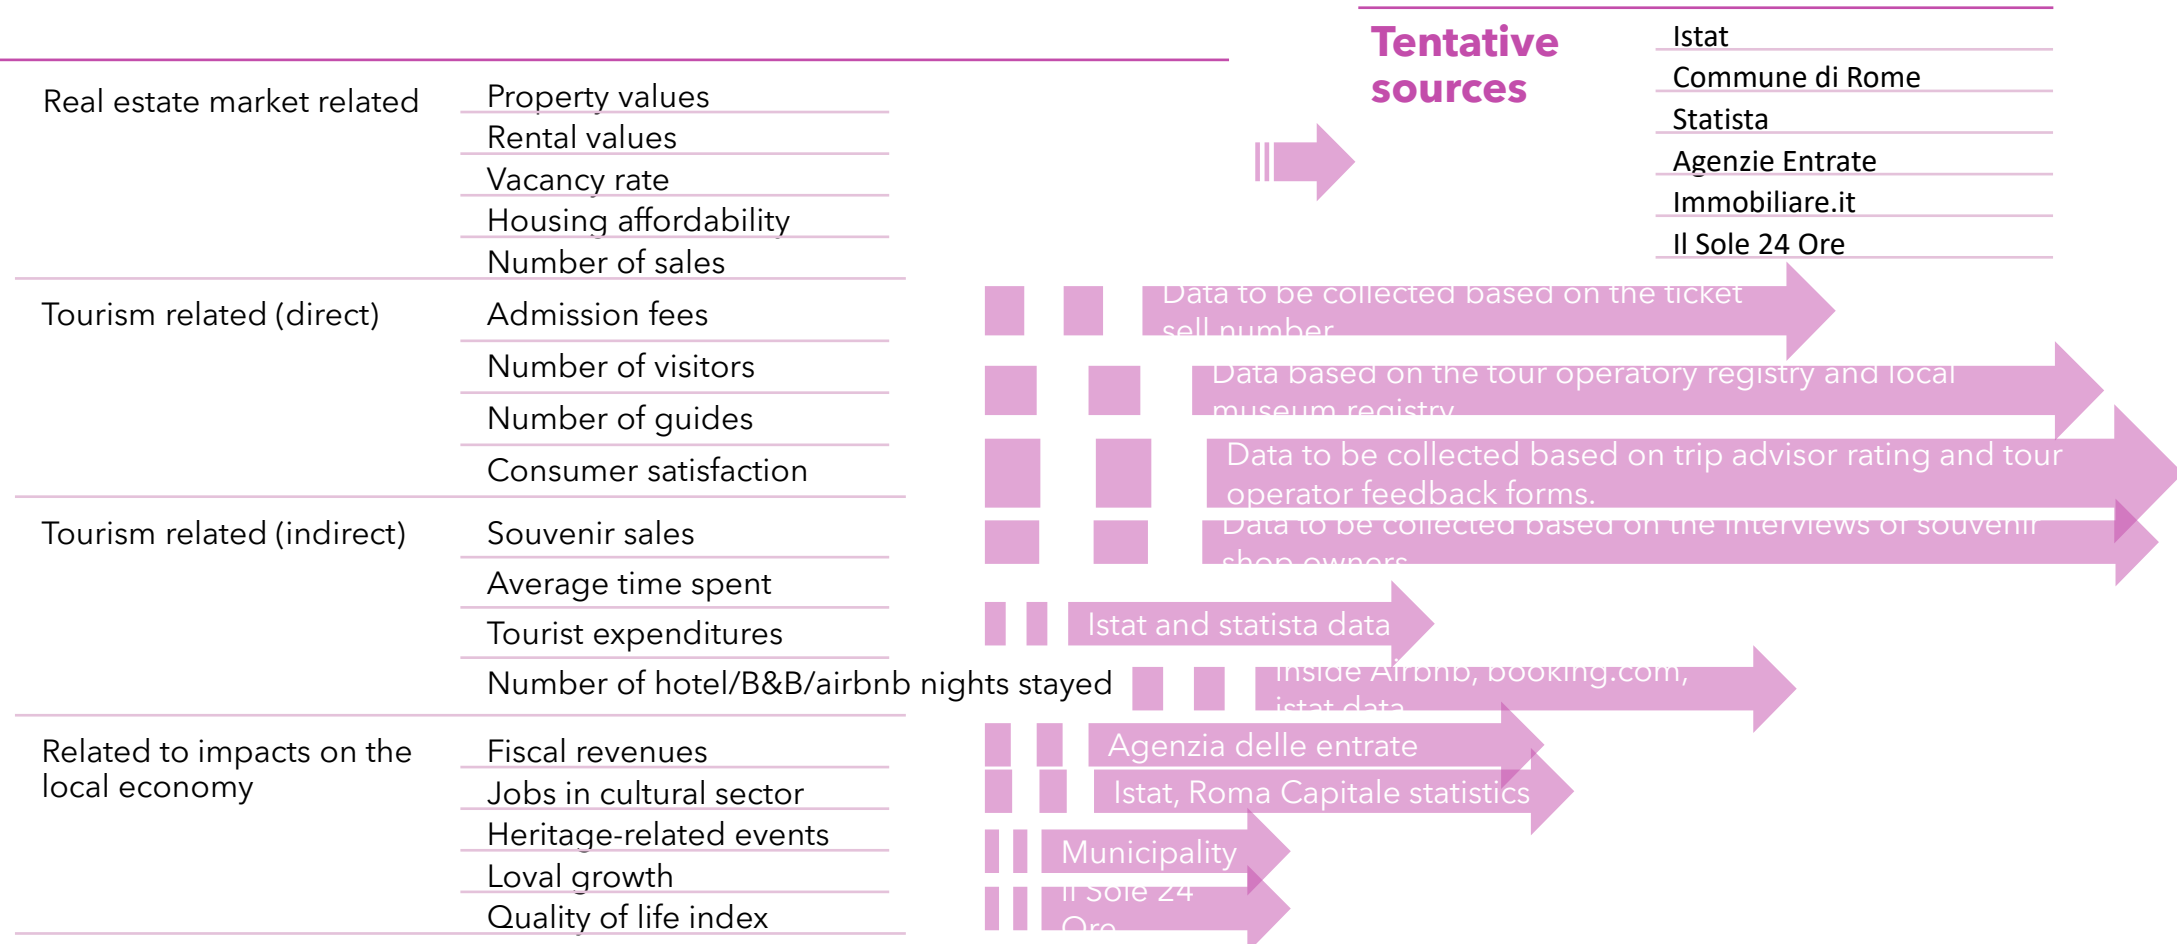 Tentative
sources
Istat
Commune di Rome
Statista
Agenzie Entrate
Immobiliare.it
Il Sole 24 Ore
Real estate market related
Property values
Rental values
Vacancy rate
Housing affordability
Number of sales
Tourism related (direct)
Admission fees
Number of visitors
Number of guides
Consumer satisfaction
Data to be collected based on the ticket
sell number
Data based on the tour operatory registry and local
museum registry
Data to be collected based on trip advisor rating and tour
operator feedback forms.
Tourism related (indirect)
Souvenir sales
Average time spent
Tourist expenditures
Number of hotel/B&B/airbnb nights stayed
Data to be collected based on the interviews of souvenir
shop owners
Istat and statista data
Inside Airbnb, booking.com,
istat data
Related to impacts on the
local economy
Fiscal revenues
Jobs in cultural sector
Heritage-related events
Loval growth
Quality of life index
Agenzia delle entrate
Istat, Roma Capitale statistics
Municipality
Il Sole 24
Ore